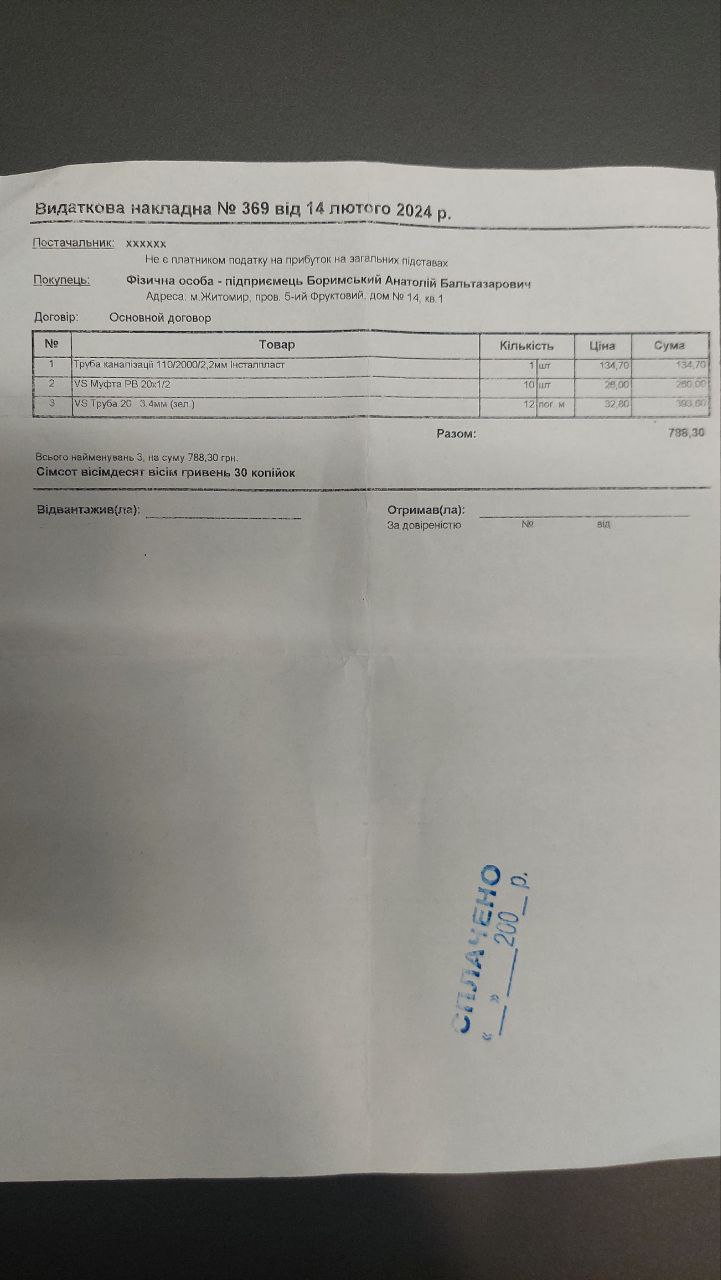 Видаткова накладна № 369 від 14 лютого 2024 р.
Постачальник: хххххх
Не є платником податку на прибуток на загальних підставах
Покупець: Фізична особа - підприємець Боримський Анатолій Бальтазарович
Адреса: м.Житомир, пров. 5-ий Фруктовий, дом № 14, кв.1
Договір: Основной договор
№ Товар Кількість Ціна Сума
1 Труба каналізації 110/2000/2,2мм Інсталпласт 1 шт 134,70 134,70
2 VS Муфта РВ 20х1/2 10 шт 26,00 260,00
3 VS Труба 20 3.4мм (зел.) 12 пог. м 32,80 393,60
Разом: 788,30
Всього найменувань 3, на суму 788,30 грн.
Сімсот вісімдесят вісім гривень 30 копійок
Відвантажив(ла): Отримав(ла):
За довіреністю № від
СПЛАЧЕНО
«__» ____200__ р.